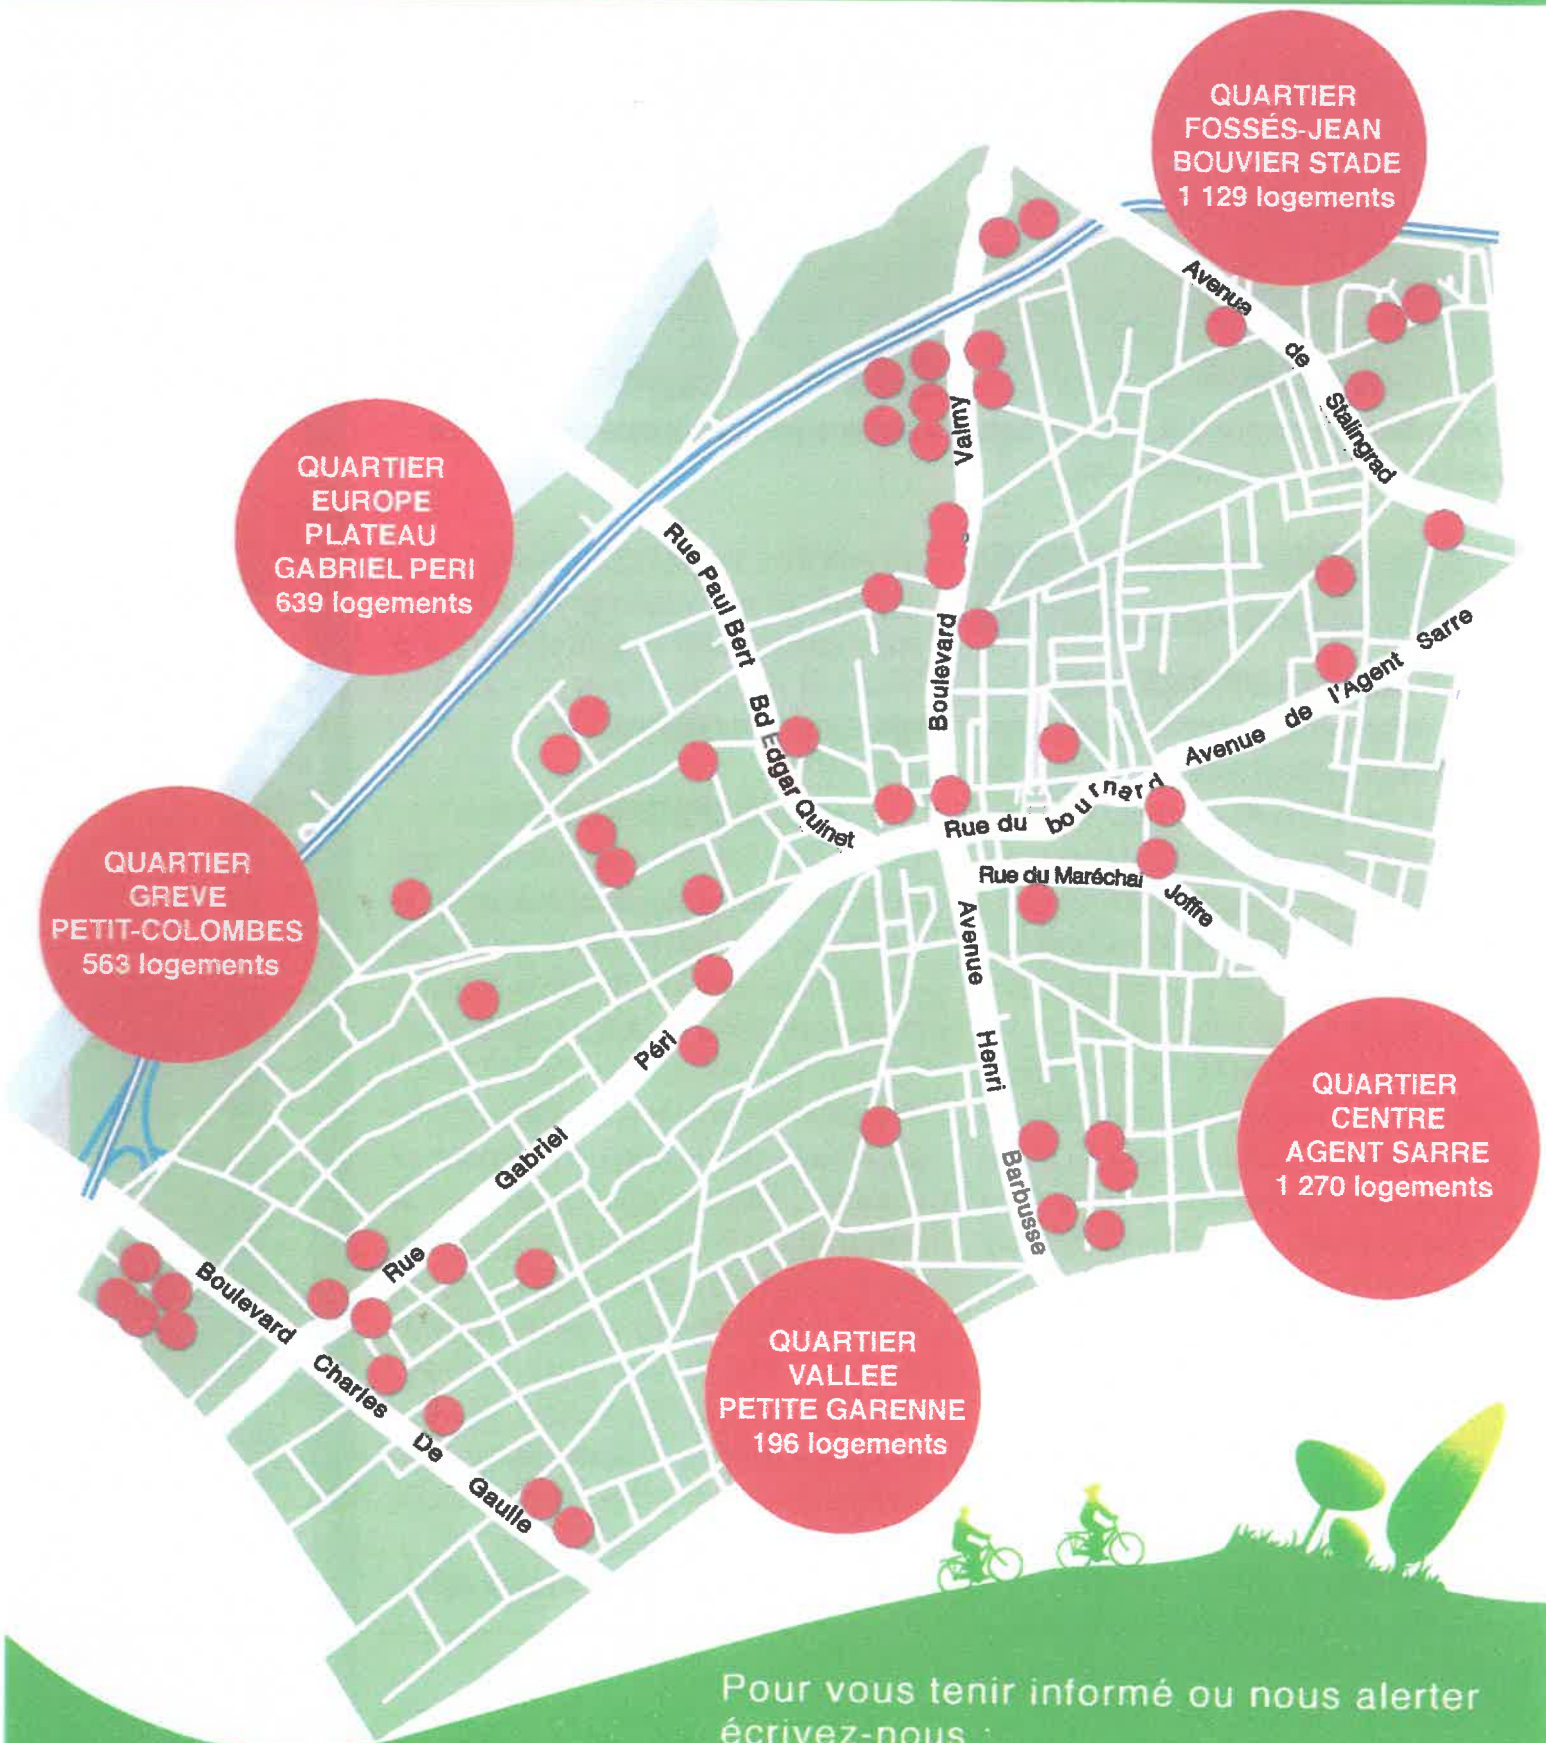 QUARTIER
FOSSÉS-JEAN
BOUVIER STADE
1 129 logements
Avenue de Stalingrad
QUARTIER
EUROPE
PLATEAU
GABRIEL PERI
639 logements
Boulevard Valmy
Rue Paul Bert
Bd Edgar Quinet
Avenue de l'Agent Sarre
Rue du bournard
Rue du Maréchal Joffre
QUARTIER
GREVE
PETIT-COLOMBES
563 logements
Avenue Henri Barbusse
Rue Gabriel Péri
QUARTIER
CENTRE
AGENT SARRE
1 270 logements
Boulevard Charles De Gaulle
QUARTIER
VALLEE
PETITE GARENNE
196 logements
Pour vous tenir informé ou nous alerter
écrivez-nous :